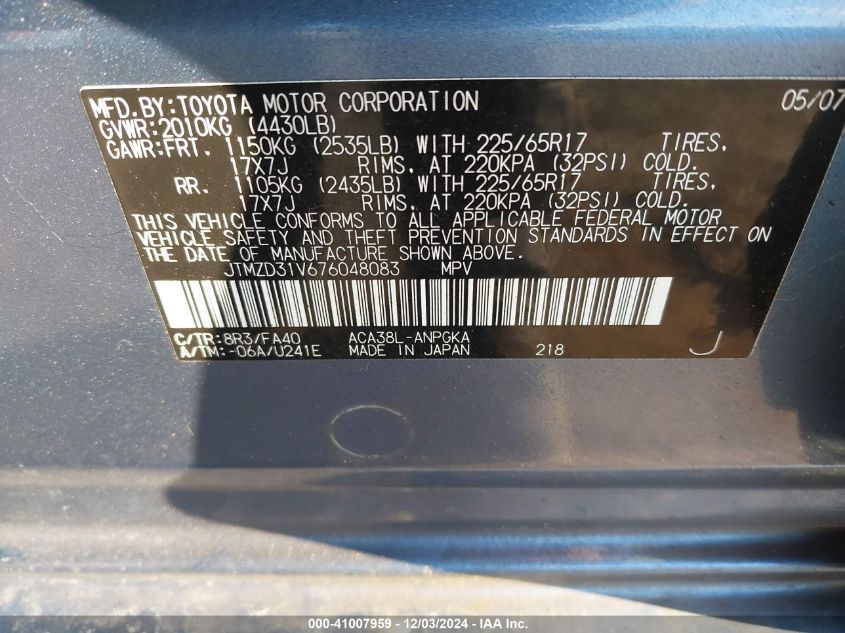 MFD.BY:TOYOTA MOTOR CORPORATION 05/07
GVWR:2010KG (4430LB)
GAWR:FRT. 1150KG (2535LB) WITH 225/65R17 TIRES,
17X7J RIMS, AT 220KPA (32PSI) COLD.
RR. 1105KG (2435LB) WITH 225/65R17 TIRES,
17X7J RIMS, AT 220KPA (32PSI) COLD.
THIS VEHICLE CONFORMS TO ALL APPLICABLE FEDERAL MOTOR
VEHICLE SAFETY AND THEFT PREVENTION STANDARDS IN EFFECT ON
THE DATE OF MANUFACTURE SHOWN ABOVE.
JTMZD31V676048083 MPV
C/TR:8R3/FA40 ACA38L-ANPGKA
A/TM:-06A/U241E MADE IN JAPAN 218 J
000-41007959 - 12/03/2024 - IAA Inc.